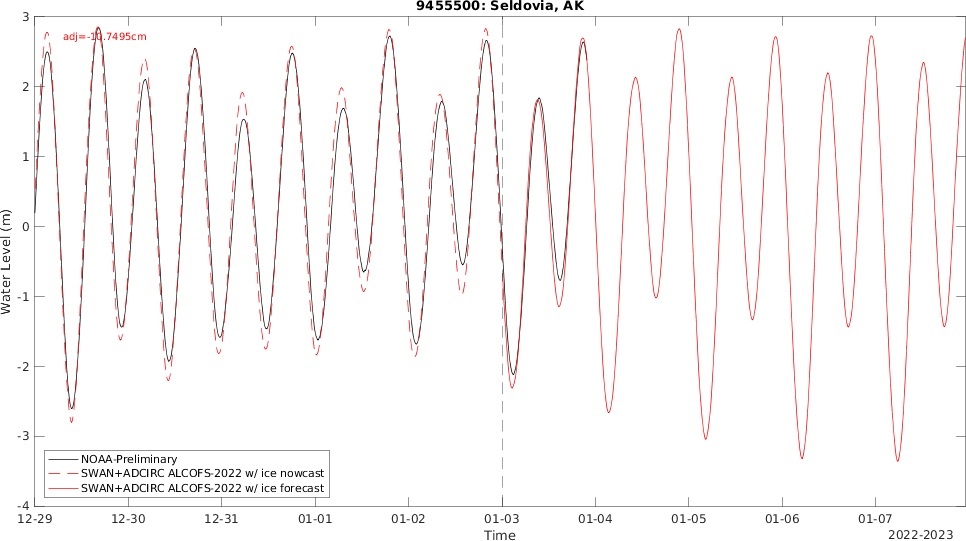 9455500: Seldovia, AK
adj=-10.7495cm
3
2
1
0
-1
-2
-3
-4
Water Level (m)
NOAA-Preliminary
SWAN+ADCIRC ALCOFS-2022 w/ ice nowcast
SWAN+ADCIRC ALCOFS-2022 w/ ice forecast
12-29 12-30 12-31 01-01 01-02 01-03 01-04 01-05 01-06 01-07
Time
2022-2023